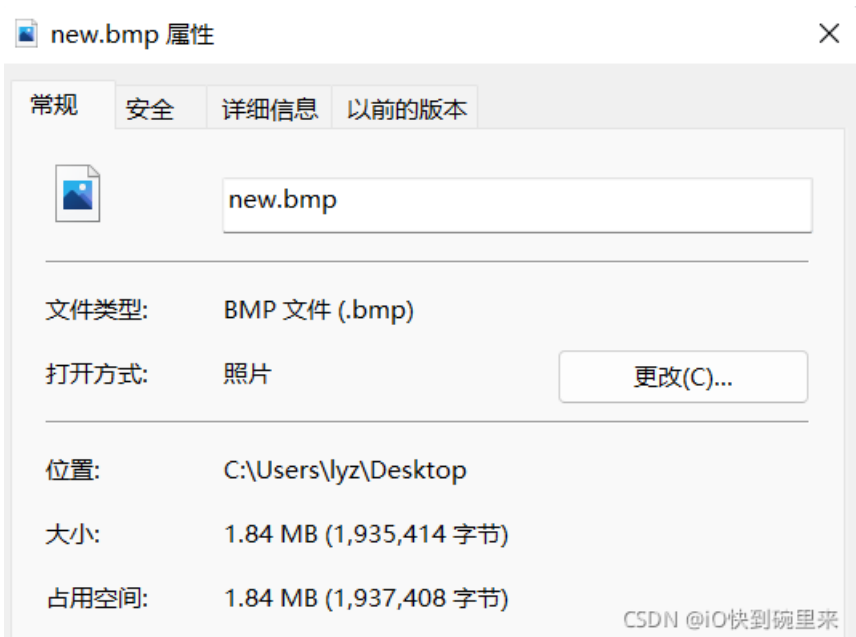 new.bmp 属性
常规 安全 详细信息 以前的版本
new.bmp
文件类型: BMP 文件 (.bmp)
打开方式: 照片 更改(C)...
位置: C:\Users\lyz\Desktop
大小: 1.84 MB (1,935,414 字节)
占用空间: 1.84 MB (1,937,408 字节)
CSDN @iO快到碗里来